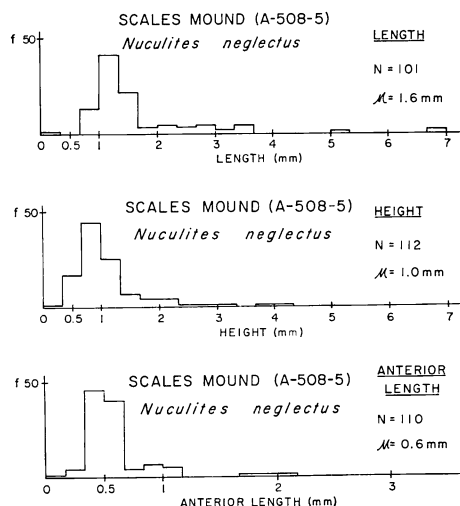 SCALES MOUND (A-508-5)
Nuculites neglectus
LENGTH
N = 101
𝓊 = 1.6 mm
f 50
0 0.5 1 2 3 4 5 6 7
LENGTH (mm)
SCALES MOUND (A-508-5)
Nuculites neglectus
HEIGHT
N = 112
𝓊 = 1.0 mm
f 50
0 0.5 1 2 3 4 5 6 7
HEIGHT (mm)
SCALES MOUND (A-508-5)
Nuculites neglectus
ANTERIOR
LENGTH
N = 110
𝓊 = 0.6 mm
f 50
0 0.5 1 2 3
ANTERIOR LENGTH (mm)